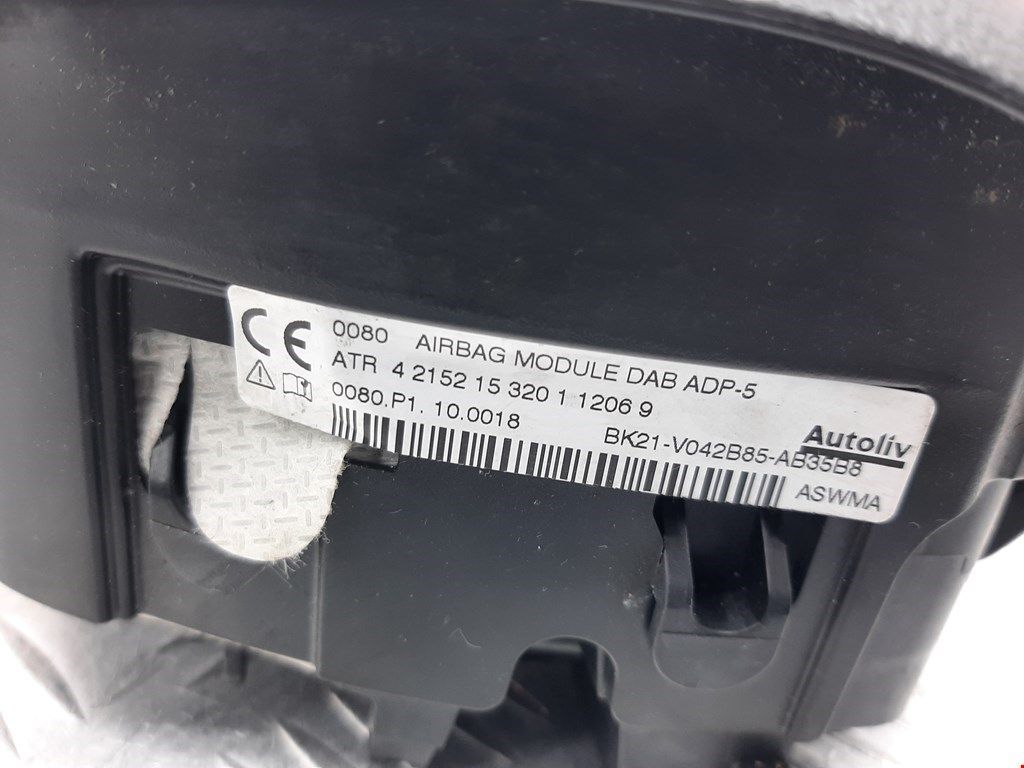 CE 0080 AIRBAG MODULE DAB ADP-5
ATR 4 2152 15 320 1 1206 9
0080.P1. 10.0018
Autoliv
BK21-V042B85-AB35B8
ASWMA